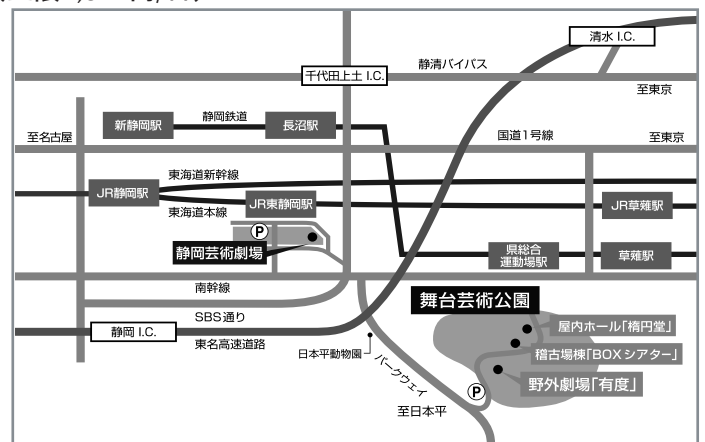 清水 I.C.
静清バイパス
千代田上土 I.C.
至東京
新静岡駅
静岡鉄道
長沼駅
至名古屋
国道1号線
至東京
東海道新幹線
JR静岡駅
JR東静岡駅
東海道本線
JR草薙駅
P
静岡芸術劇場
県総合
運動場駅
草薙駅
南幹線
舞台芸術公園
SBS通り
静岡 I.C.
東名高速道路
屋内ホール「楕円堂」
日本平動物園
稽古場棟「BOXシアター」
パークウェイ
野外劇場「有度」
P
至日本平